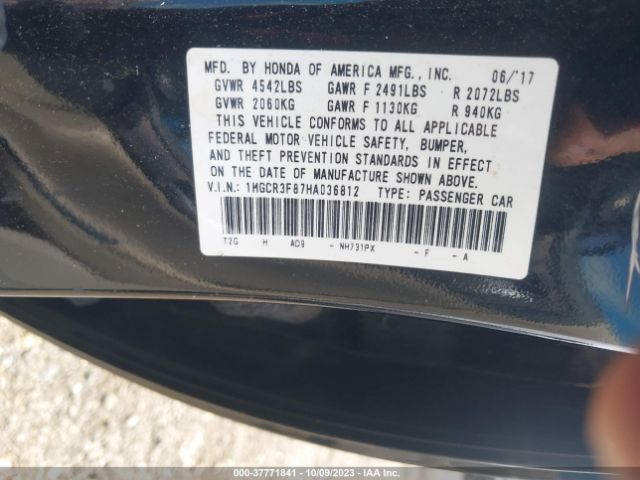 MFD. BY HONDA OF AMERICA MFG., INC. 06/'17
GVWR 4542LBS GAWR F 2491LBS R 2072LBS
GVWR 2060KG GAWR F 1130KG R 940KG
THIS VEHICLE CONFORMS TO ALL APPLICABLE
FEDERAL MOTOR VEHICLE SAFETY, BUMPER,
AND THEFT PREVENTION STANDARDS IN EFFECT
ON THE DATE OF MANUFACTURE SHOWN ABOVE.
V.I.N.: 1HGCR3F87HA036812 TYPE: PASSENGER CAR
T2G H AD9 - NH731PX - F - A
000-37771841 - 10/09/2023 - IAA Inc.